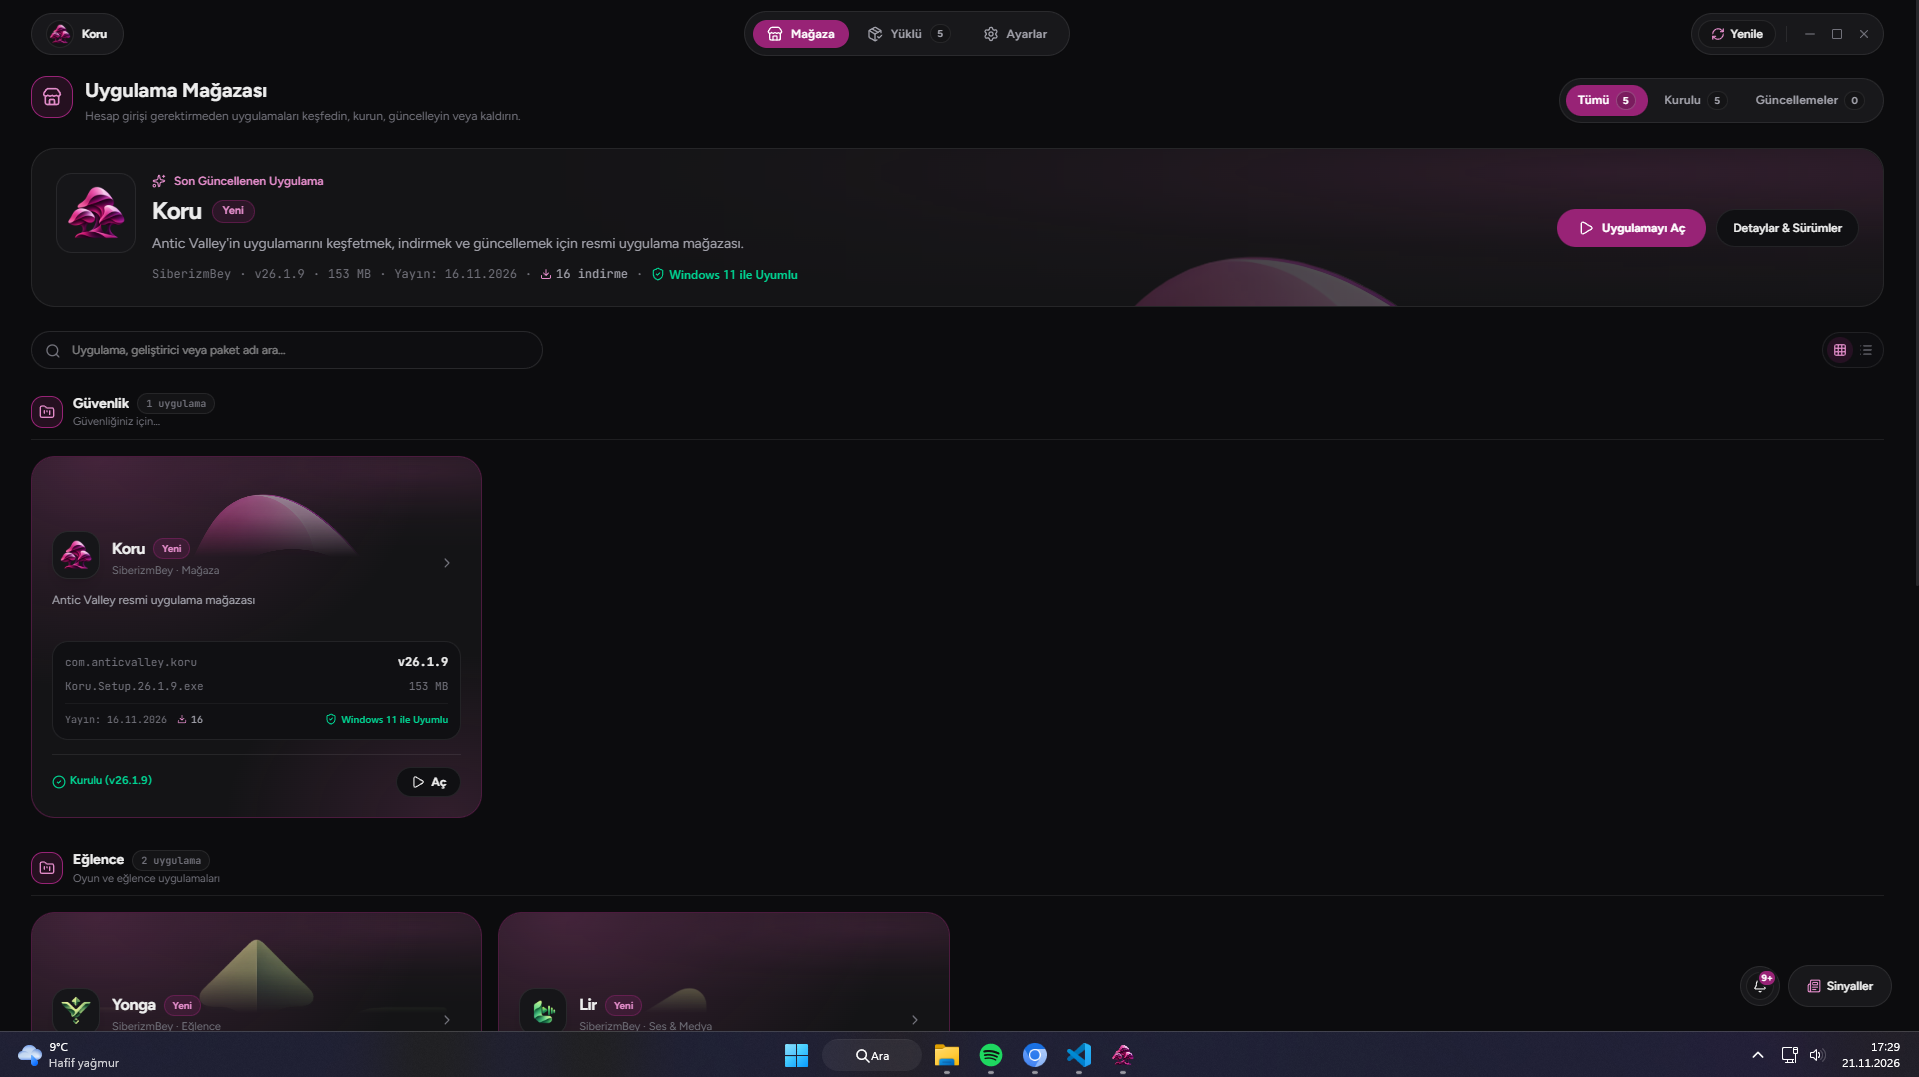 Koru
Mağaza
Yüklü 5
Ayarlar
Yenile
Uygulama Mağazası
Hesap girişi gerektirmeden uygulamaları keşfedin, kurun, güncelleyin veya kaldırın.
Tümü 5
Kurulu 5
Güncellemeler 0
Son Güncellenen Uygulama
Koru Yeni
Antic Valley'in uygulamarını keşfetmek, indirmek ve güncellemek için resmi uygulama mağazası.
SiberizmBey · v26.1.9 · 153 MB · Yayın: 16.11.2026 · 16 indirme · Windows 11 ile Uyumlu
Uygulamayı Aç
Detaylar & Sürümler
Uygulama, geliştirici veya paket adı ara...
Güvenlik 1 uygulama
Güvenliğiniz için...
Koru Yeni
SiberizmBey · Mağaza
Antic Valley resmi uygulama mağazası
com.anticvalley.koru v26.1.9
Koru.Setup.26.1.9.exe 153 MB
Yayın: 16.11.2026 16 Windows 11 ile Uyumlu
Kurulu (v26.1.9)
Aç
Eğlence 2 uygulama
Oyun ve eğlence uygulamaları
Yonga Yeni
SiberizmBey · Eğlence
Lir Yeni
SiberizmBey · Ses & Medya
9+
Sinyaller
9°C
Hafif yağmur
Ara
17:29
21.11.2026